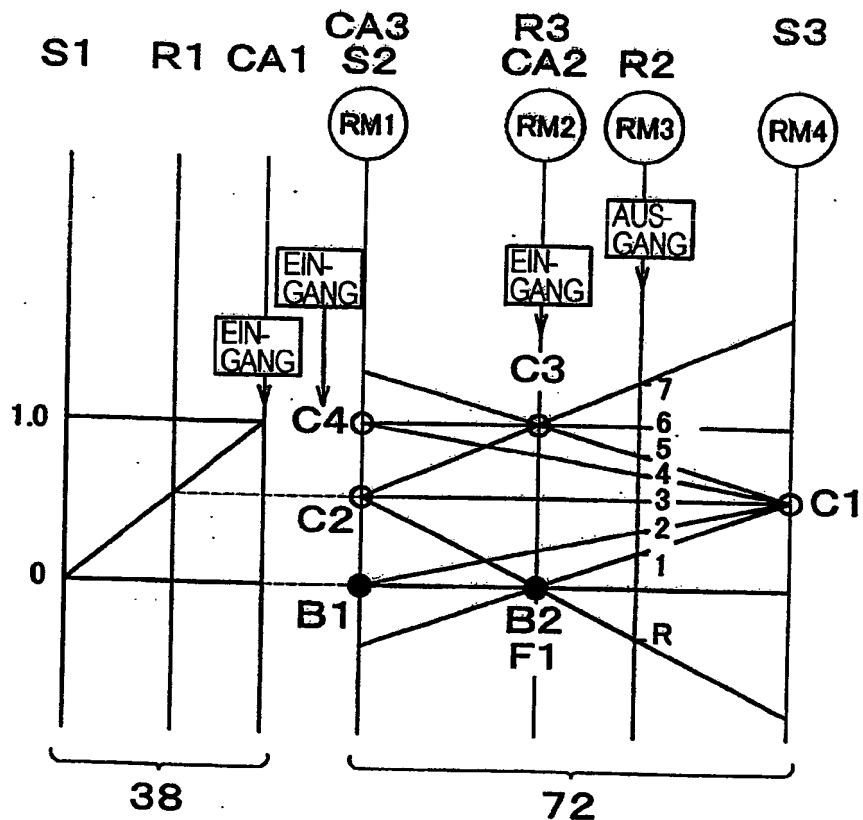 S1 R1 CA1 CA3 R3 R2 S3
S2 CA2
RM1 RM2 RM3 RM4
AUS-
GANG
EIN-
GANG
EIN-
GANG
EIN-
GANG
C3
7
1.0 C4 6
5
4
C2 3 C1
2
0 1
B1 B2 R
F1
38 72